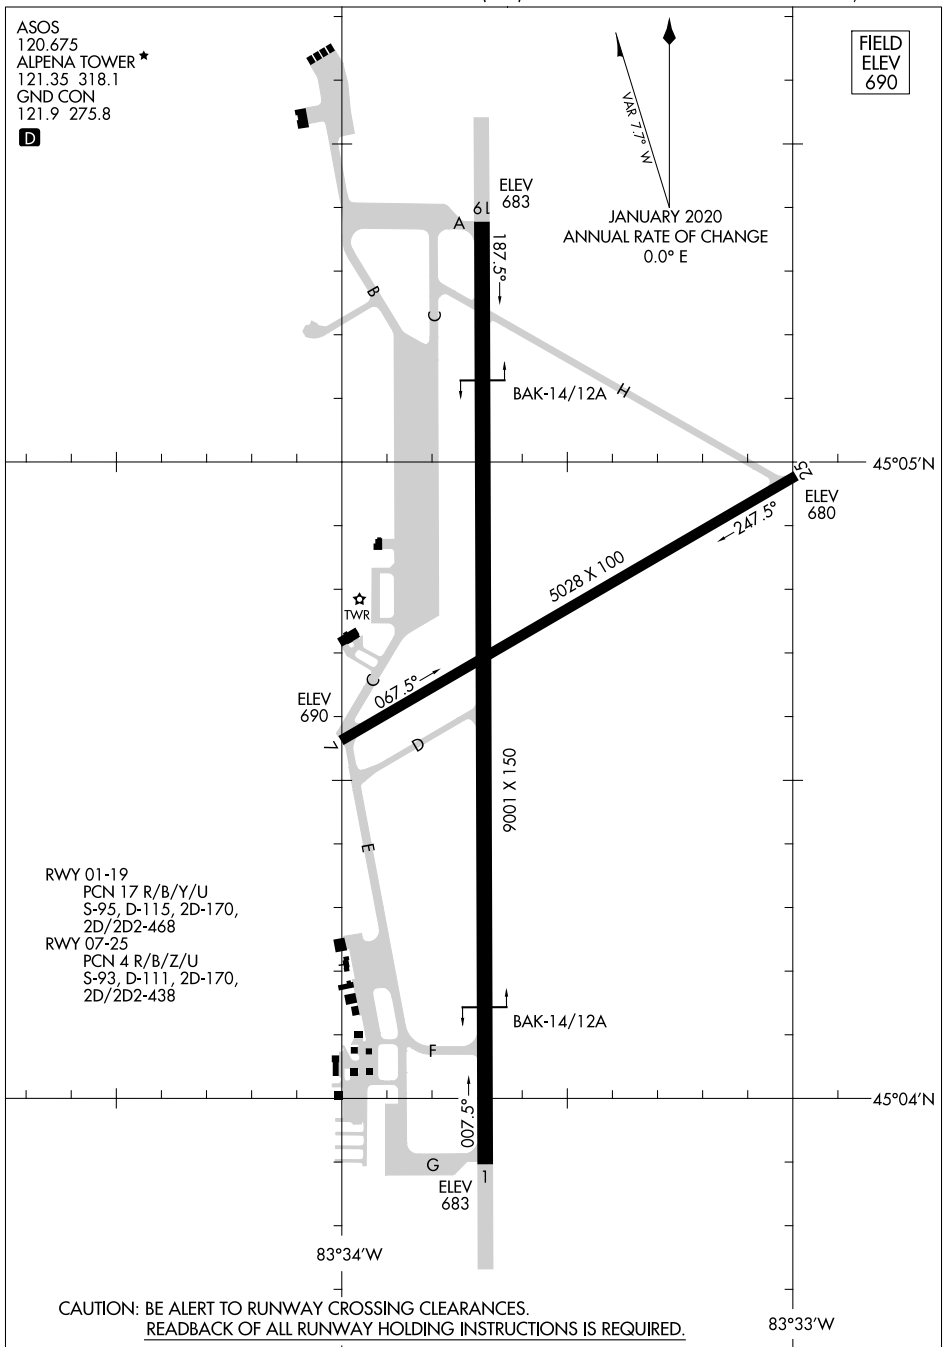 ASOS
120.675
ALPENA TOWER
121.35 318.1
GND CON
121.9 275.8
D
FIELD
ELEV
690
VAR 7.7° W
JANUARY 2020
ANNUAL RATE OF CHANGE
0.0° E
ELEV
683
19
A
187.5°
B
C
H
BAK-14/12A
45°05'N
25
ELEV
680
247.5°
5028 X 100
TWR
C
067.5°
ELEV
690
7
D
9001 X 150
E
RWY 01-19
PCN 17 R/B/Y/U
S-95, D-115, 2D-170,
2D/2D2-468
RWY 07-25
PCN 4 R/B/Z/U
S-93, D-111, 2D-170,
2D/2D2-438
BAK-14/12A
F
45°04'N
007.5°
G
1
ELEV
683
83°34'W
83°33'W
CAUTION: BE ALERT TO RUNWAY CROSSING CLEARANCES.
READBACK OF ALL RUNWAY HOLDING INSTRUCTIONS IS REQUIRED.